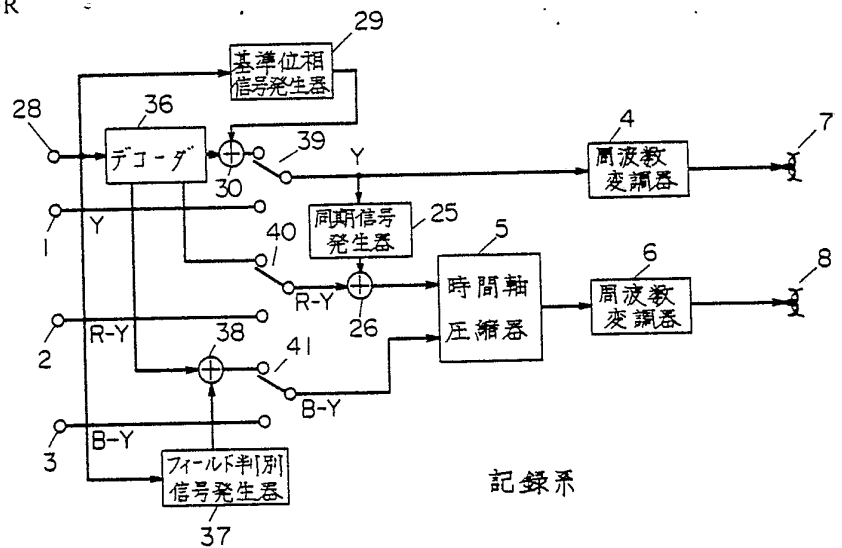 R
29
基準位相
信号発生器
28
36
デコーダ
30
39
Y
4
周波数
変調器
7
1
Y
同期信号
発生器
25
40
R-Y
26
5
時間軸
圧縮器
6
周波数
変調器
8
2
R-Y
38
41
B-Y
3
B-Y
フィールド判別
信号発生器
37
記録系